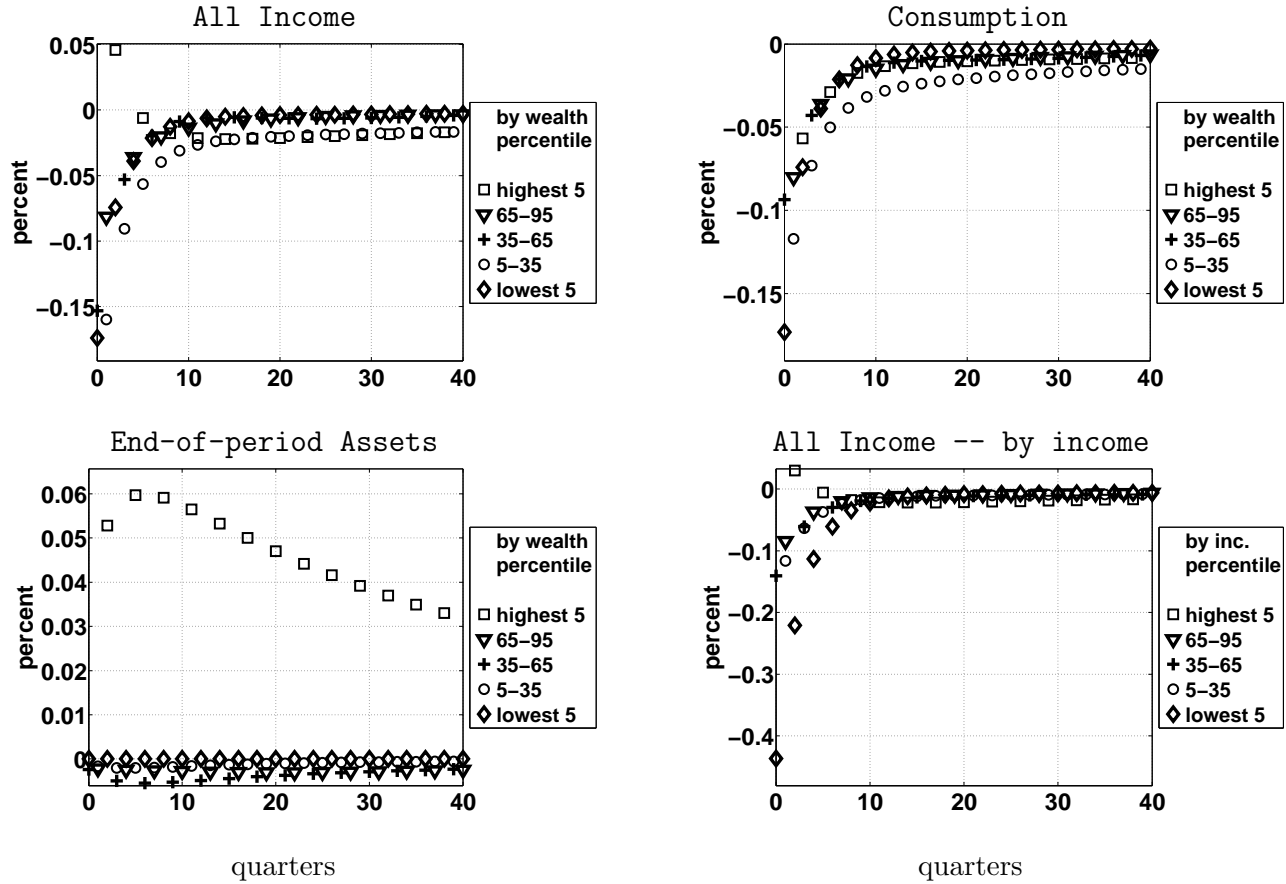 All Income
0.05
0
−0.05
−0.1
−0.15
percent
0 10 20 30 40
by wealth
percentile
highest 5
65−95
35−65
5−35
lowest 5
Consumption
0
−0.05
−0.1
−0.15
percent
0 10 20 30 40
by wealth
percentile
highest 5
65−95
35−65
5−35
lowest 5
End-of-period Assets
0.06
0.05
0.04
0.03
0.02
0.01
0
percent
0 10 20 30 40
by wealth
percentile
highest 5
65−95
35−65
5−35
lowest 5
quarters
All Income -- by income
0
−0.1
−0.2
−0.3
−0.4
percent
0 10 20 30 40
by inc.
percentile
highest 5
65−95
35−65
5−35
lowest 5
quarters